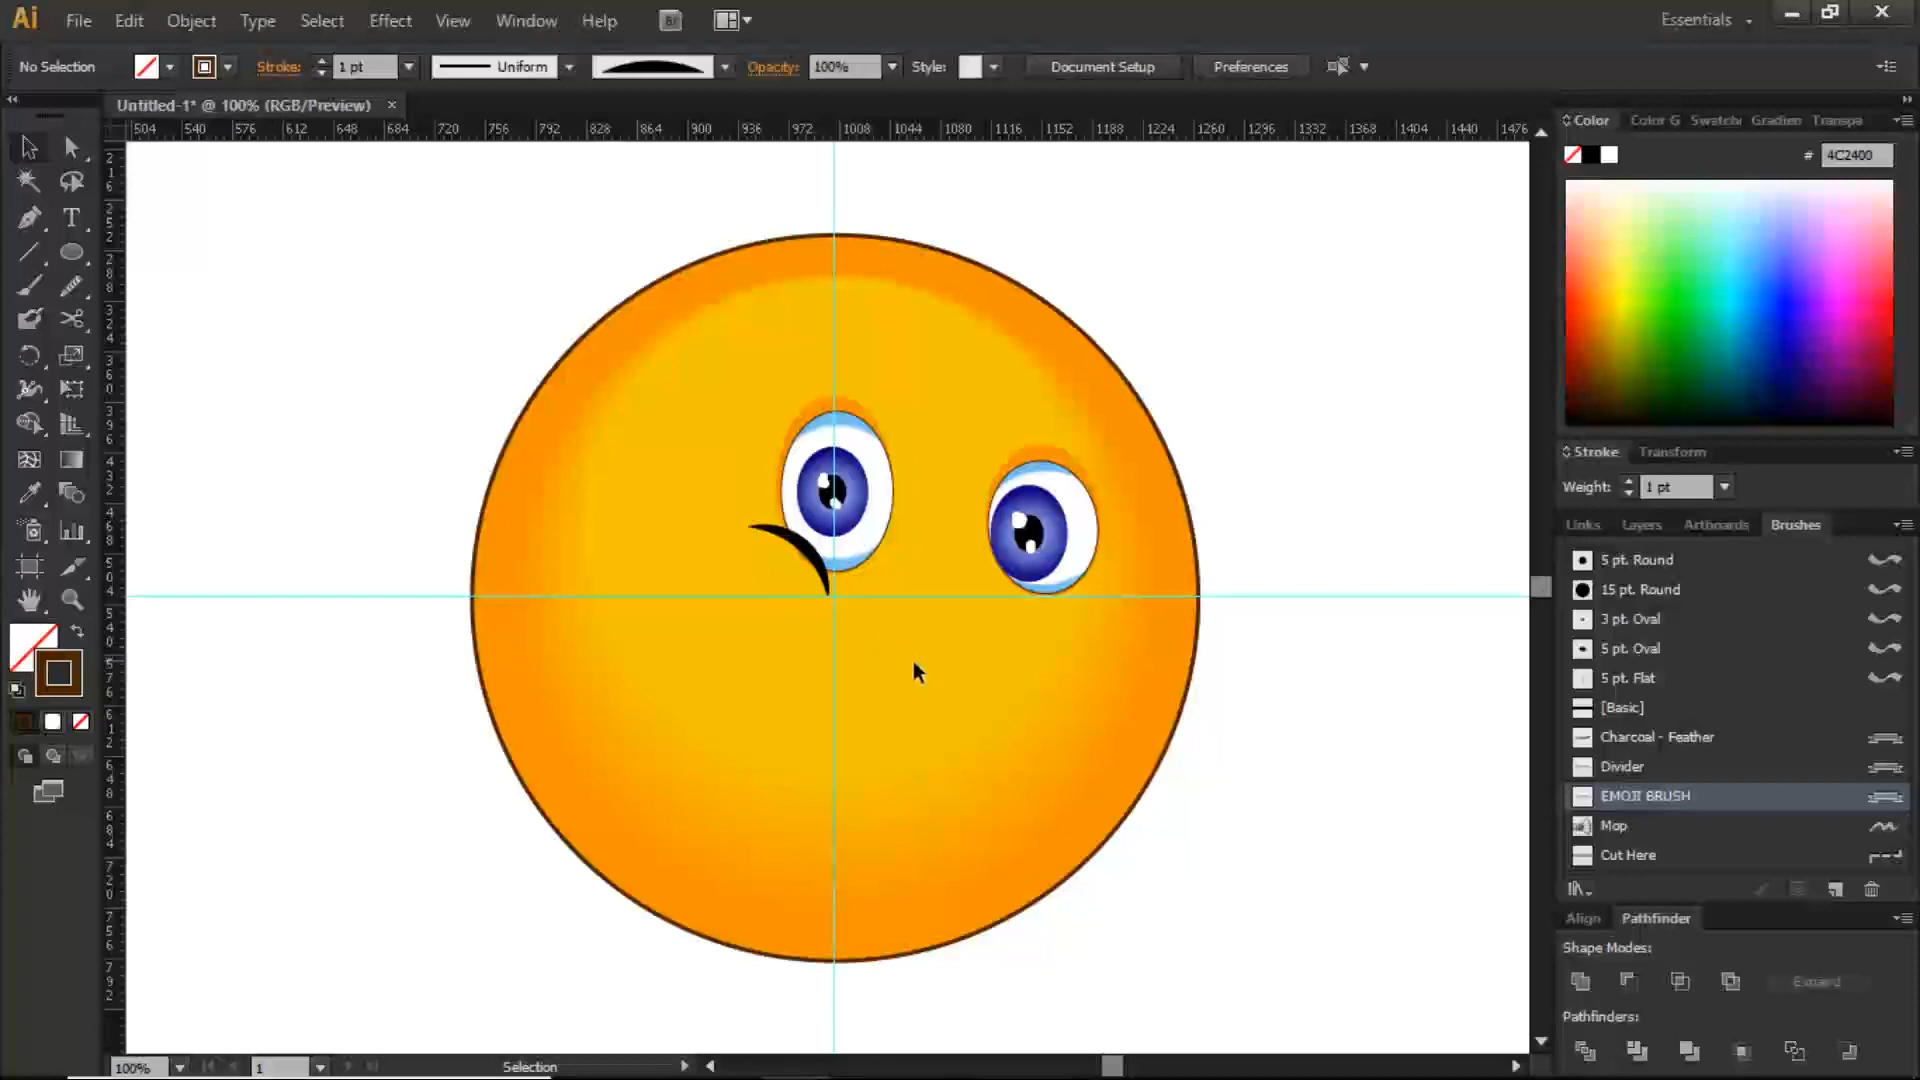 Ai File Edit Object Type Select Effect View Window Help Br Essentials
No Selection Stroke: 1 pt Uniform Opacity: 100% Style: Document Setup Preferences
Untitled-1* @ 100% (RGB/Preview)
504 540 576 612 648 684 720 756 792 828 864 900 936 972 1008 1044 1080 1116 1152 1188 1224 1260 1296 1332 1368 1404 1440 1476
Color Color G Swatche Gradien Transpa
# 4C2400
Stroke Transform
Weight: 1 pt
Links Layers Artboards Brushes
5 pt. Round
15 pt. Round
3 pt. Oval
5 pt. Oval
5 pt. Flat
[Basic]
Charcoal - Feather
Divider
EMOJI BRUSH
Mop
Cut Here
Align Pathfinder
Shape Modes:
Expand
Pathfinders:
100% 1 Selection